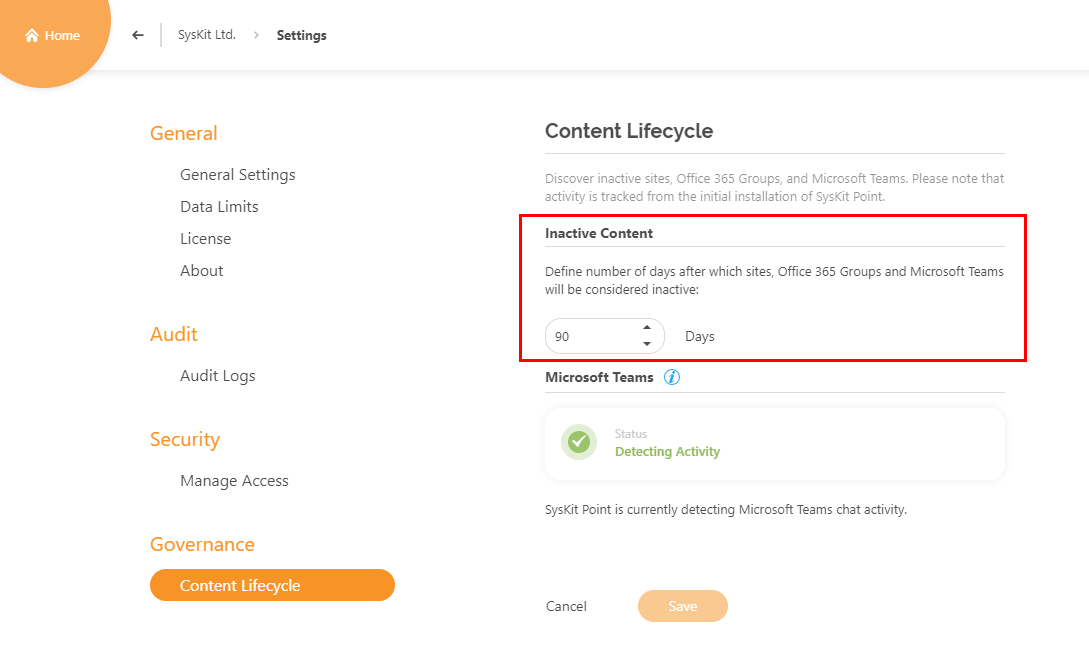 Home
SysKit Ltd.
Settings
General
General Settings
Data Limits
License
About
Audit
Audit Logs
Security
Manage Access
Governance
Content Lifecycle
Content Lifecycle
Discover inactive sites, Office 365 Groups, and Microsoft Teams. Please note that
activity is tracked from the initial installation of SysKit Point.
Inactive Content
Define number of days after which sites, Office 365 Groups and Microsoft Teams
will be considered inactive:
90
Days
Microsoft Teams
Status
Detecting Activity
SysKit Point is currently detecting Microsoft Teams chat activity.
Cancel
Save